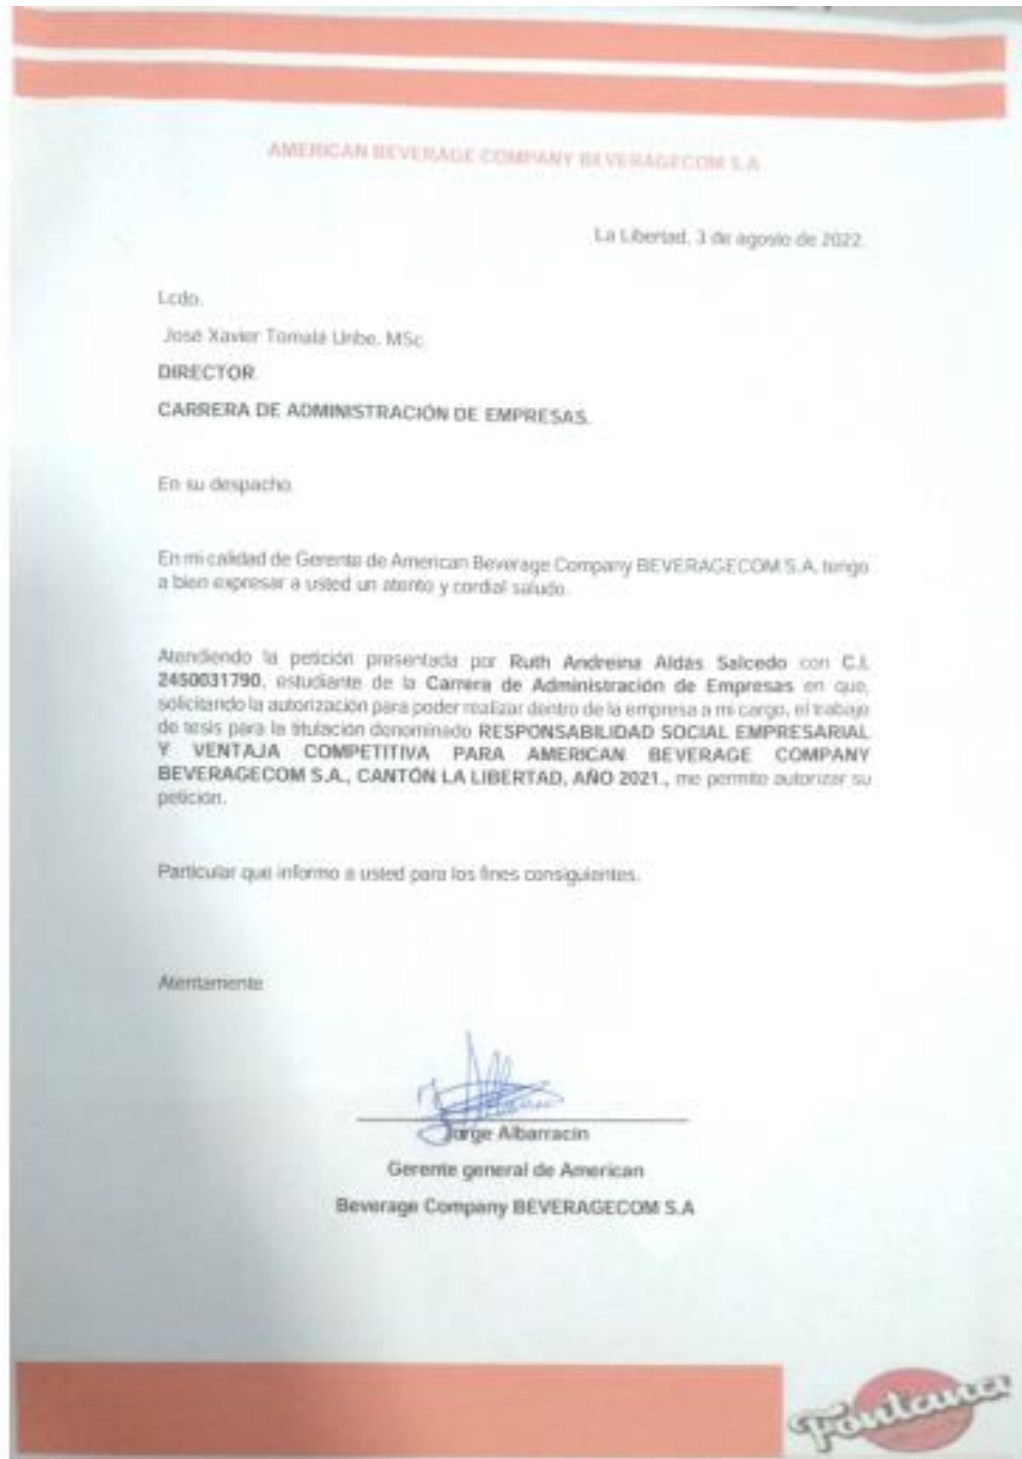 AMERICAN BEVERAGE COMPANY BEVERAGECOM S.A
La Libertad, 3 de agosto de 2022.
Lcdo.
José Xavier Tomalá Uribe. MSc.
DIRECTOR
CARRERA DE ADMINISTRACIÓN DE EMPRESAS.
En su despacho.
En mi calidad de Gerente de American Beverage Company BEVERAGECOM S.A, tengo
a bien expresar a usted un atento y cordial saludo.
Atendiendo la petición presentada por Ruth Andreina Aldás Salcedo con C.I.
2450031790, estudiante de la Carrera de Administración de Empresas en que,
solicitando la autorización para poder realizar dentro de la empresa a mi cargo, el trabajo
de tesis para la titulación denominado RESPONSABILIDAD SOCIAL EMPRESARIAL
Y VENTAJA COMPETITIVA PARA AMERICAN BEVERAGE COMPANY
BEVERAGECOM S.A., CANTÓN LA LIBERTAD, AÑO 2021., me permito autorizar su
petición.
Particular que informo a usted para los fines consiguientes.
Atentamente
Jorge Albarracín
Gerente general de American
Beverage Company BEVERAGECOM S.A
Fontana